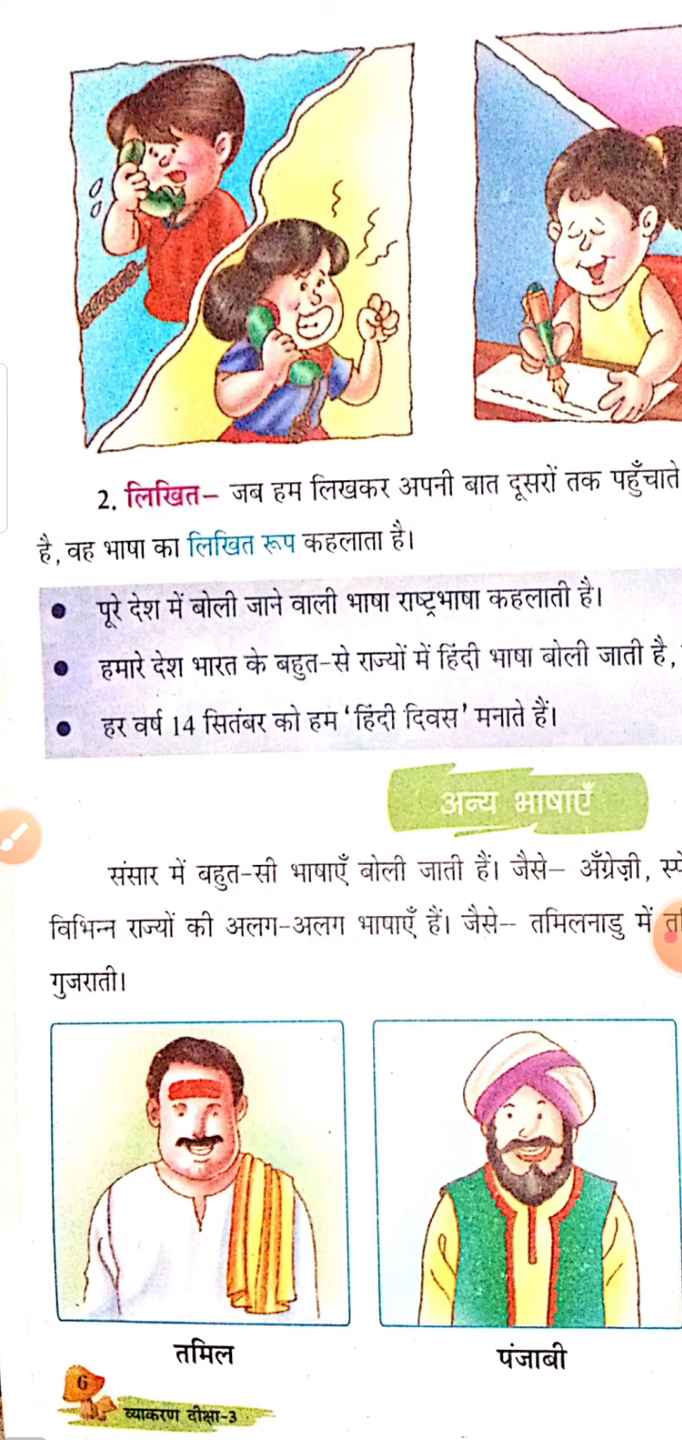 2. लिखित– जब हम लिखकर अपनी बात दूसरों तक पहुँचाते
है, वह भाषा का लिखित रूप कहलाता है।
• पूरे देश में बोली जाने वाली भाषा राष्ट्रभाषा कहलाती है।
• हमारे देश भारत के बहुत-से राज्यों में हिंदी भाषा बोली जाती है,
• हर वर्ष 14 सितंबर को हम ‘हिंदी दिवस’ मनाते हैं।
अन्य भाषाएँ
संसार में बहुत-सी भाषाएँ बोली जाती हैं। जैसे– अँग्रेज़ी,
विभिन्न राज्यों की अलग-अलग भाषाएँ हैं। जैसे-- तमिलनाडु में
गुजराती।
तमिल
पंजाबी
6
व्याकरण दीक्षा-3